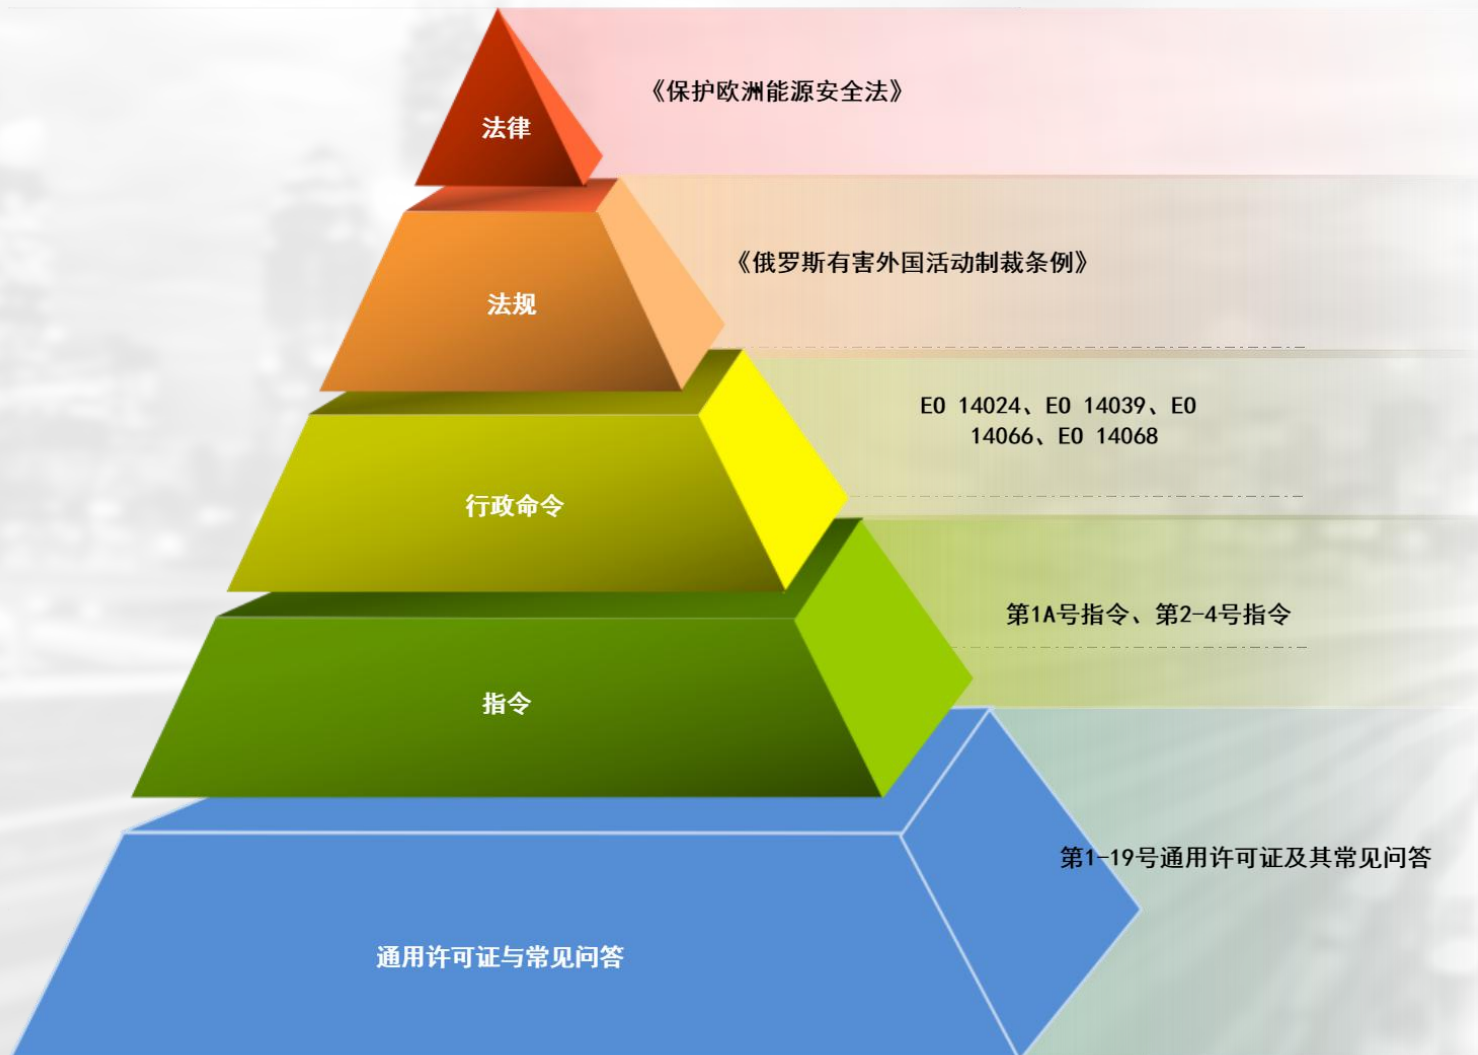 法律
《保护欧洲能源安全法》
法规
《俄罗斯有害外国活动制裁条例》
行政命令
EO 14024、EO 14039、EO
14066、EO 14068
指令
第1A号指令、第2-4号指令
通用许可证与常见问答
第1-19号通用许可证及其常见问答